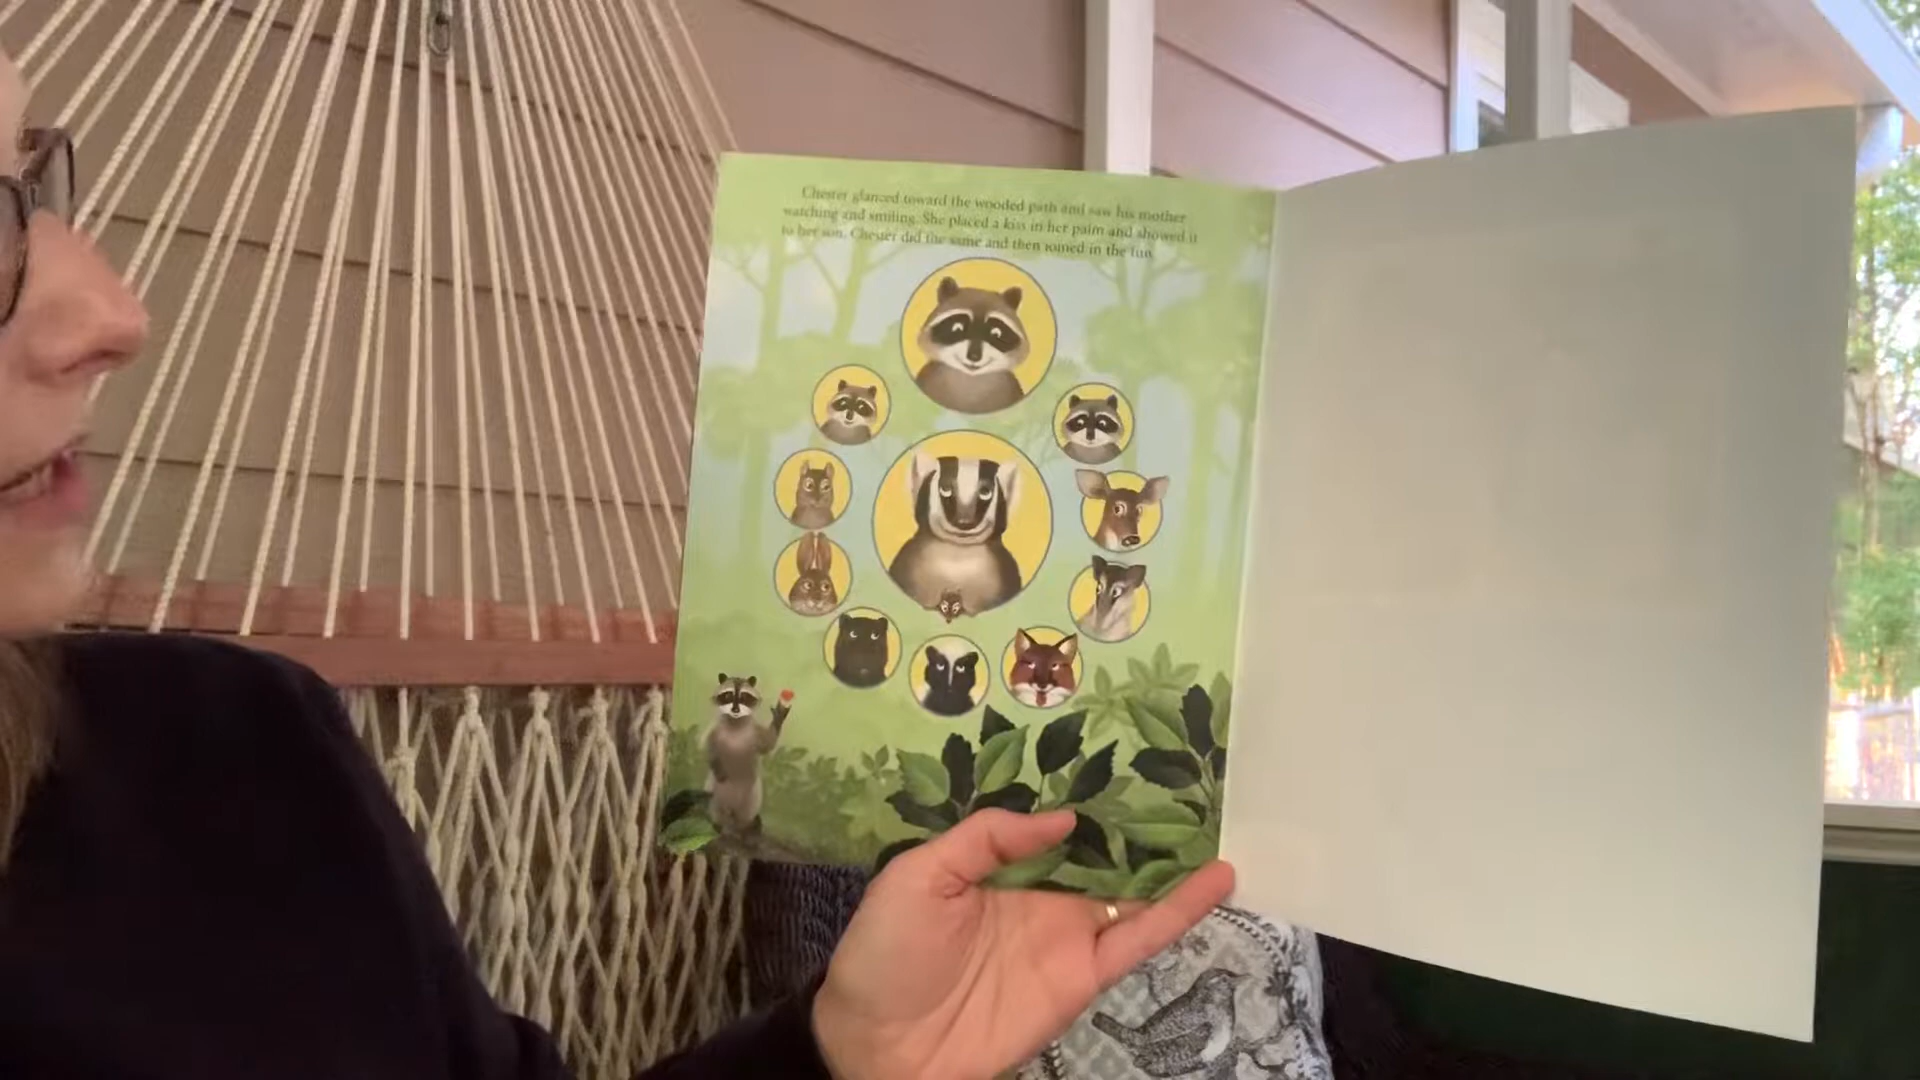 Chester glanced toward the wooded path and saw his mother
watching and smiling. She placed a kiss in her palm and showed it
to her son. Chester did the same and then joined in the fun.